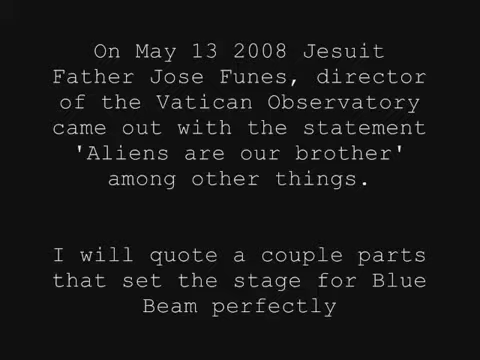 On May 13 2008 Jesuit
Father Jose Funes, director
of the Vatican Observatory
came out with the statement
'Aliens are our brother'
among other things.
I will quote a couple parts
that set the stage for Blue
Beam perfectly